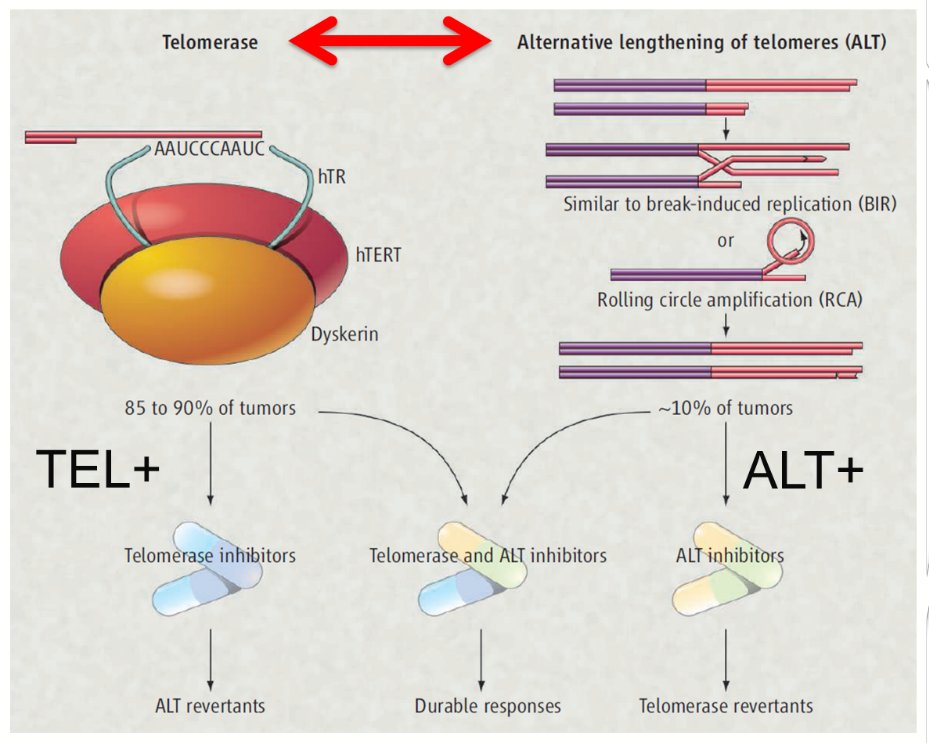 Telomerase
Alternative lengthening of telomeres (ALT)
AAUCCCAAUC
hTR
hTERT
Dyskerin
Similar to break-induced replication (BIR)
or
Rolling circle amplification (RCA)
85 to 90% of tumors
~10% of tumors
TEL+
ALT+
Telomerase inhibitors
Telomerase and ALT inhibitors
ALT inhibitors
ALT revertants
Durable responses
Telomerase revertants